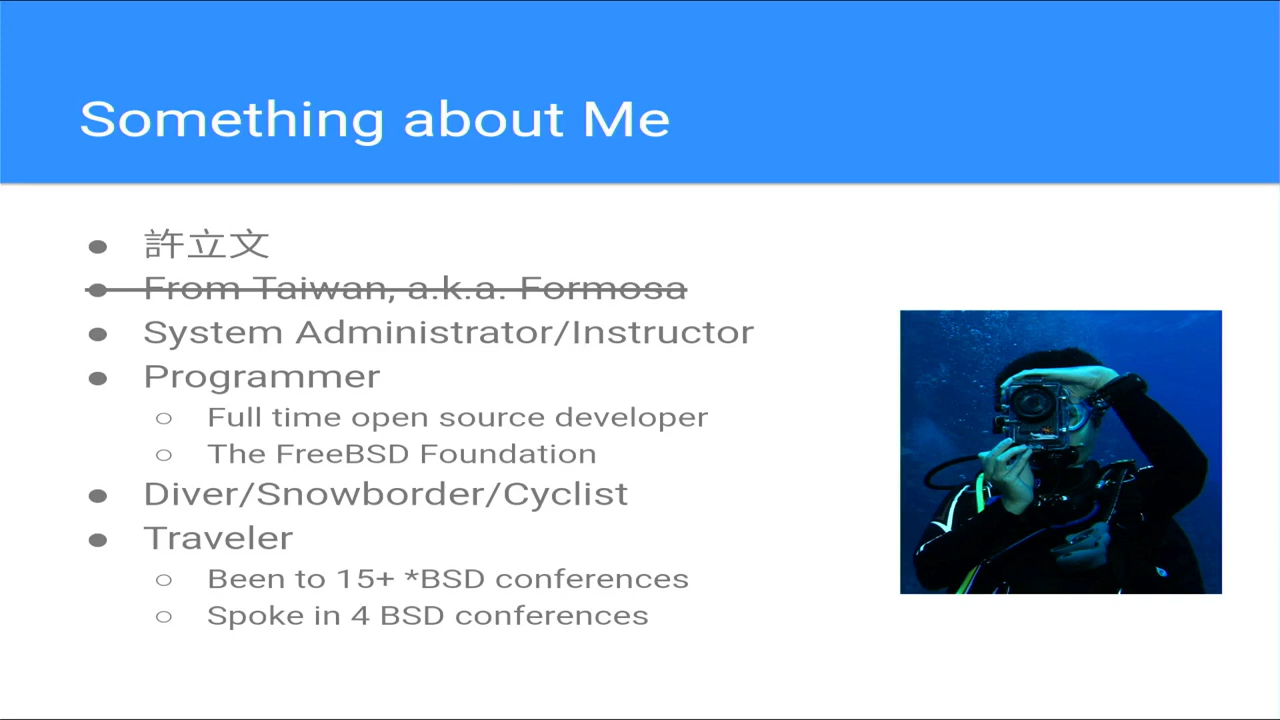 Something about Me
許立文
From Taiwan, a.k.a. Formosa
System Administrator/Instructor
Programmer
Full time open source developer
The FreeBSD Foundation
Diver/Snowborder/Cyclist
Traveler
Been to 15+ *BSD conferences
Spoke in 4 BSD conferences